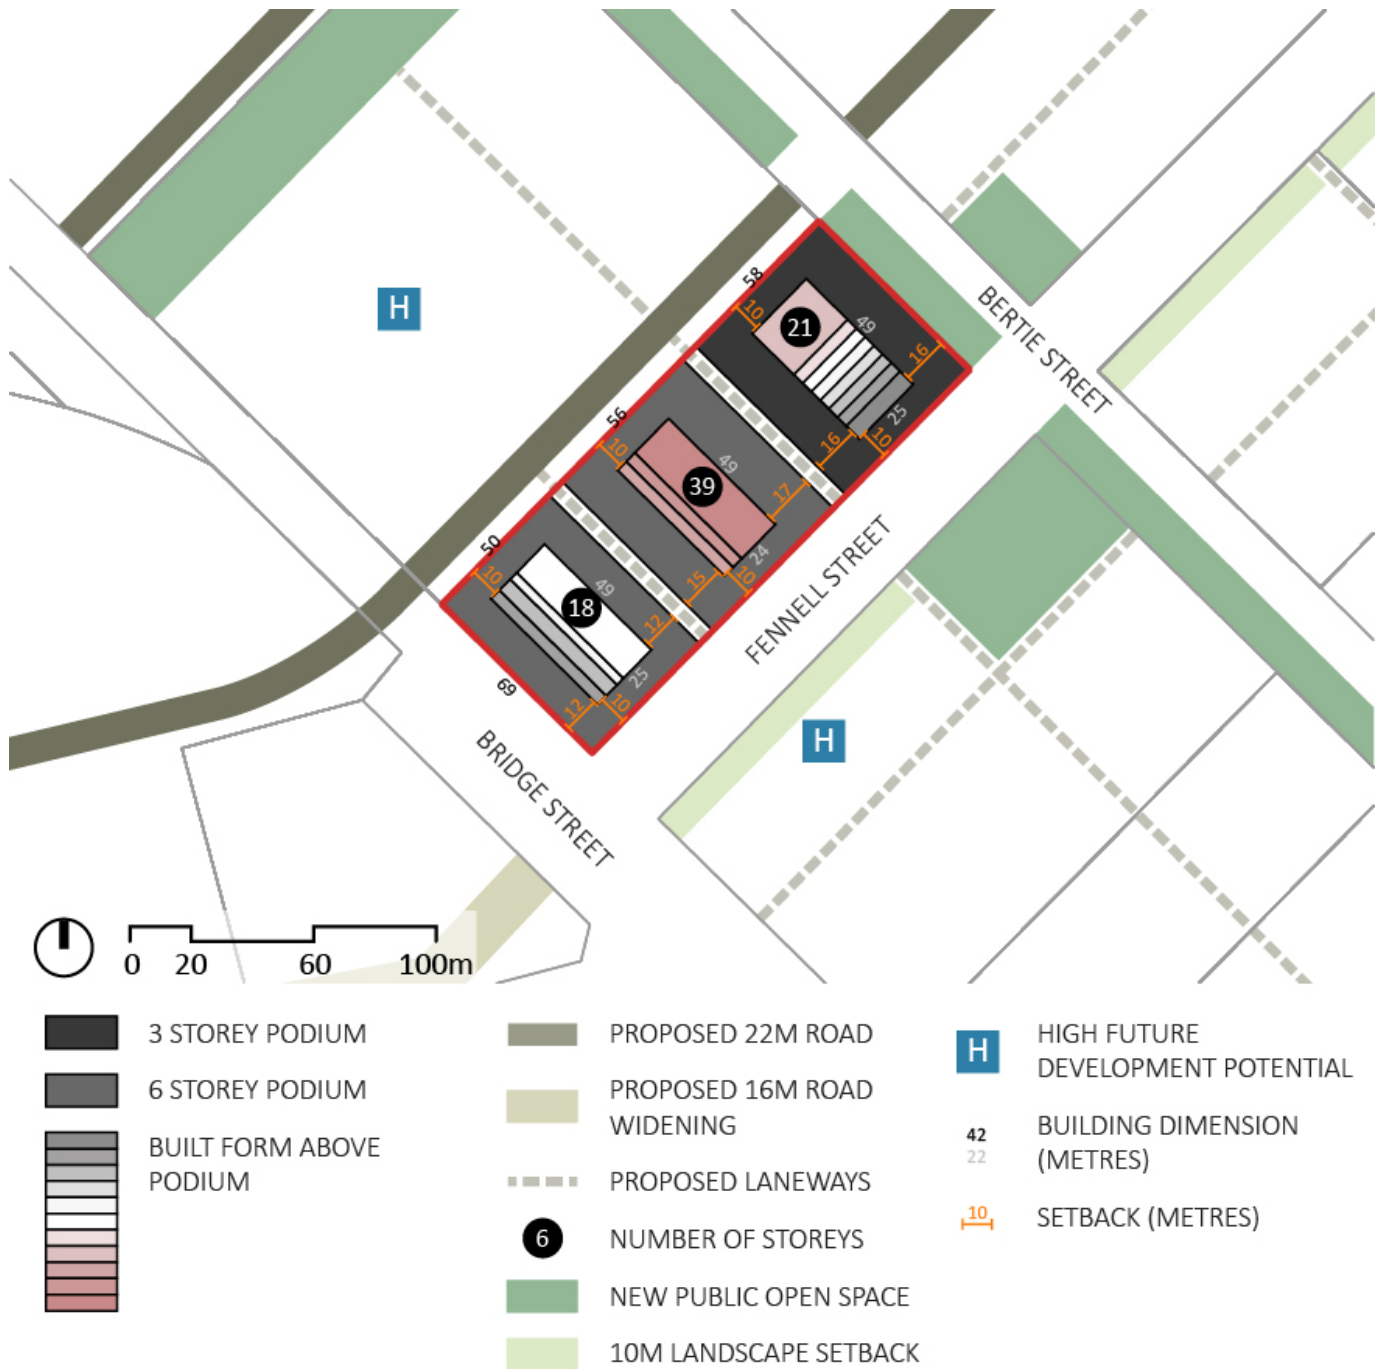 H
58
10
21
49
16
25
16
10
BERTIE STREET
56
10
49
39
17
24
15
10
50
10
49
18
12
25
12
10
69
FENNELL STREET
H
BRIDGE STREET
0 20 60 100m
3 STOREY PODIUM
6 STOREY PODIUM
BUILT FORM ABOVE
PODIUM
PROPOSED 22M ROAD
PROPOSED 16M ROAD
WIDENING
PROPOSED LANEWAYS
6 NUMBER OF STOREYS
NEW PUBLIC OPEN SPACE
10M LANDSCAPE SETBACK
H HIGH FUTURE
DEVELOPMENT POTENTIAL
42 BUILDING DIMENSION
22 (METRES)
10 SETBACK (METRES)